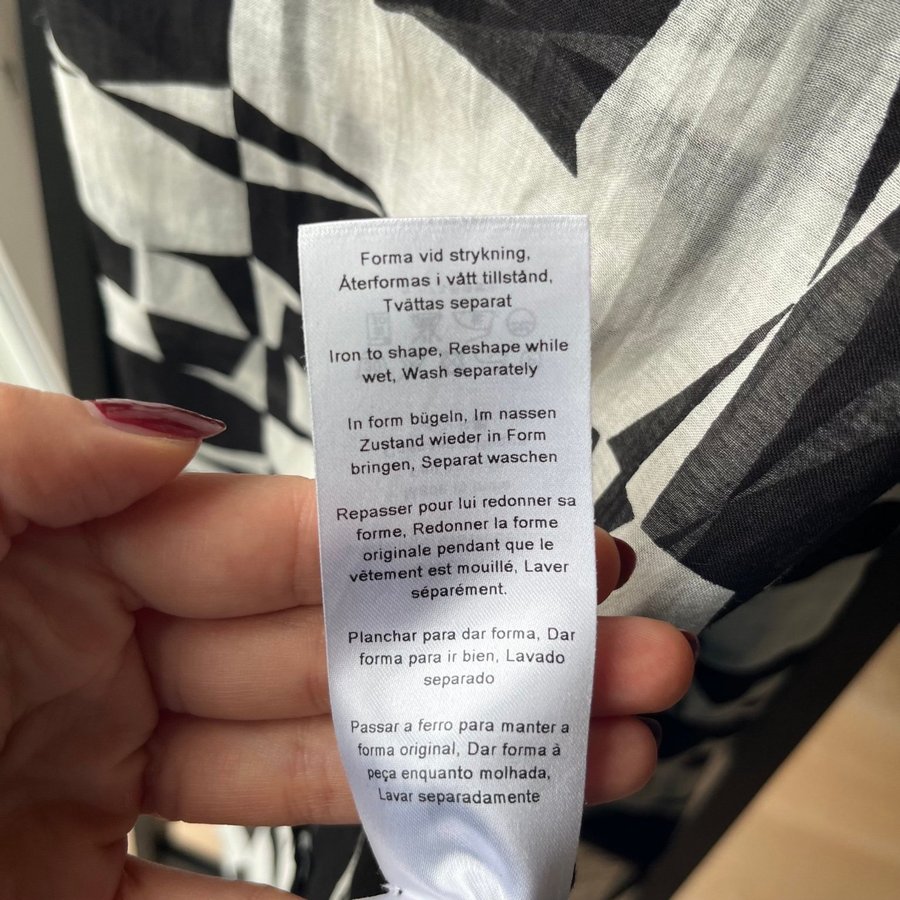 Forma vid strykning,
Återformas i vått tillstånd,
Tvättas separat
Iron to shape, Reshape while
wet, Wash separately
In form bügeln, Im nassen
Zustand wieder in Form
bringen, Separat waschen
Repasser pour lui redonner sa
forme, Redonner la forme
originale pendant que le
vêtement est mouillé, Laver
séparément.
Planchar para dar forma, Dar
forma para ir bien, Lavado
separado
Passar a ferro para manter a
forma original, Dar forma à
peça enquanto molhada,
Lavar separadamente